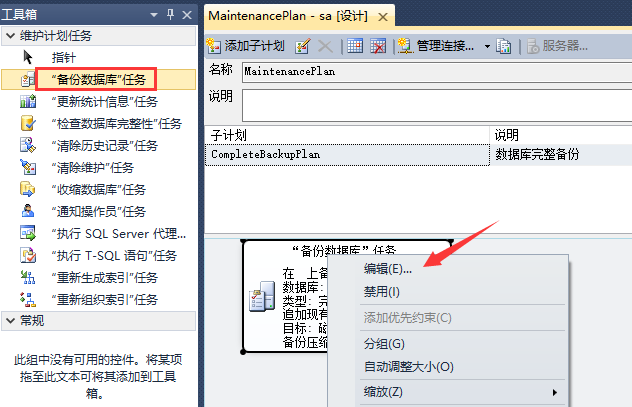 工具箱
维护计划任务
指针
“备份数据库”任务
“更新统计信息”任务
“检查数据库完整性”任务
“清除历史记录”任务
“清除维护”任务
“收缩数据库”任务
“通知操作员”任务
“执行 SQL Server 代理...
“执行 T-SQL 语句”任务
“重新生成索引”任务
“重新组织索引”任务
常规
此组中没有可用的控件。将某项
拖至此文本可将其添加到工具
箱。
MaintenancePlan - sa [设计]
添加子计划
管理连接...
服务器...
名称
MaintenancePlan
说明
子计划
说明
CompleteBackupPlan
数据库完整备份
“备份数据库”任务
在 上备
数据库:
类型: 完
追加现有
目标: 磁
备份压缩
编辑(E)...
禁用(I)
添加优先约束(C)
分组(G)
自动调整大小(O)
缩放(Z)